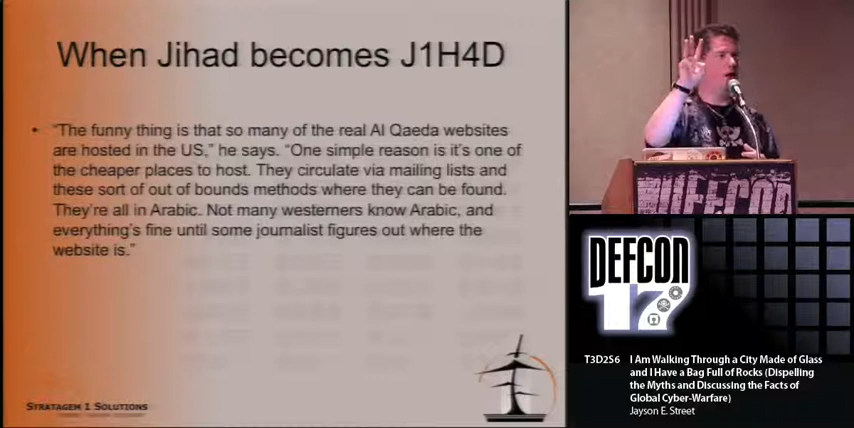 When Jihad becomes J1H4D
• “The funny thing is that so many of the real Al Qaeda websites
are hosted in the US,” he says. “One simple reason is it's one of
the cheaper places to host. They circulate via mailing lists and
these sort of out of bounds methods where they can be found.
They're all in Arabic. Not many westerners know Arabic, and
everything's fine until some journalist figures out where the
website is.”
STRATAGEM 1 SOLUTIONS
DEFCON
DEFCON
17
T3D2S6 I Am Walking Through a City Made of Glass
and I Have a Bag Full of Rocks (Dispelling
the Myths and Discussing the Facts of
Global Cyber-Warfare)
Jayson E. Street